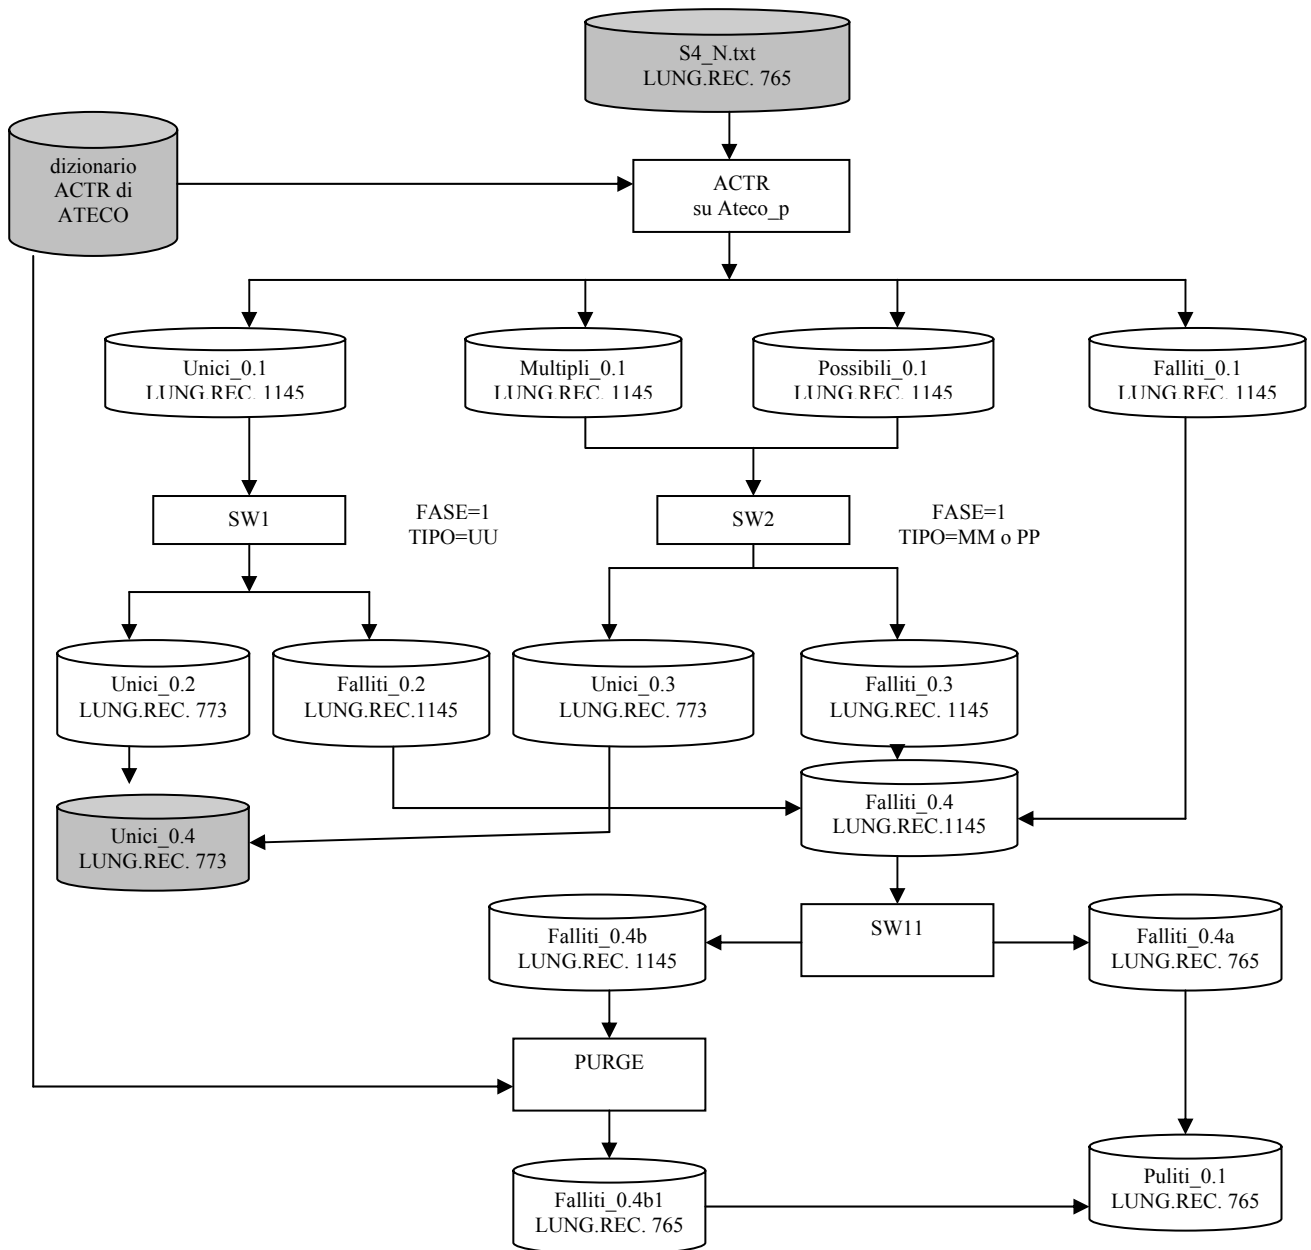 S4_N.txt
LUNG.REC. 765
dizionario
ACTR di
ATECO
ACTR
su Ateco_p
Unici_0.1
LUNG.REC. 1145
Multipli_0.1
LUNG.REC. 1145
Possibili_0.1
LUNG.REC. 1145
Falliti_0.1
LUNG.REC. 1145
SW1
FASE=1
TIPO=UU
SW2
FASE=1
TIPO=MM o PP
Unici_0.2
LUNG.REC. 773
Falliti_0.2
LUNG.REC.1145
Unici_0.3
LUNG.REC. 773
Falliti_0.3
LUNG.REC. 1145
Unici_0.4
LUNG.REC. 773
Falliti_0.4
LUNG.REC.1145
Falliti_0.4b
LUNG.REC. 1145
SW11
Falliti_0.4a
LUNG.REC. 765
PURGE
Falliti_0.4b1
LUNG.REC. 765
Puliti_0.1
LUNG.REC. 765